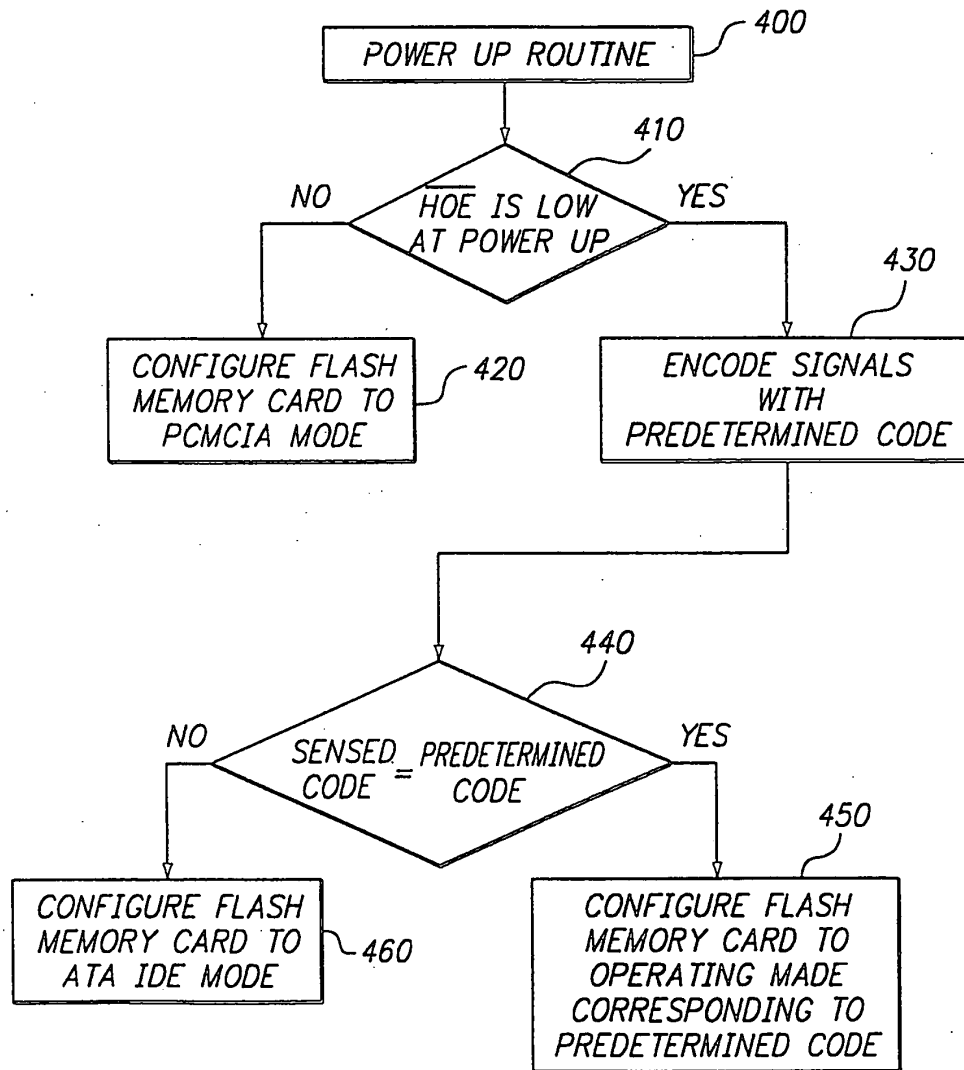 POWER UP ROUTINE
400
410
NO
HOE IS LOW
AT POWER UP
YES
430
CONFIGURE FLASH
MEMORY CARD TO
PCMCIA MODE
420
ENCODE SIGNALS
WITH
PREDETERMINED CODE
440
NO
SENSED
CODE
= PREDETERMINED
CODE
YES
450
CONFIGURE FLASH
MEMORY CARD TO
ATA IDE MODE
460
CONFIGURE FLASH
MEMORY CARD TO
OPERATING MADE
CORRESPONDING TO
PREDETERMINED CODE